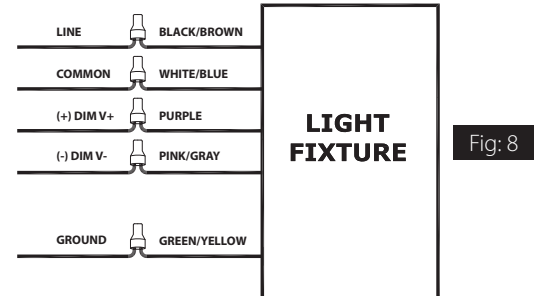 LINE BLACK/BROWN
COMMON WHITE/BLUE
(+) DIM V+ PURPLE
(-) DIM V- PINK/GRAY
GROUND GREEN/YELLOW
LIGHT
FIXTURE
Fig: 8